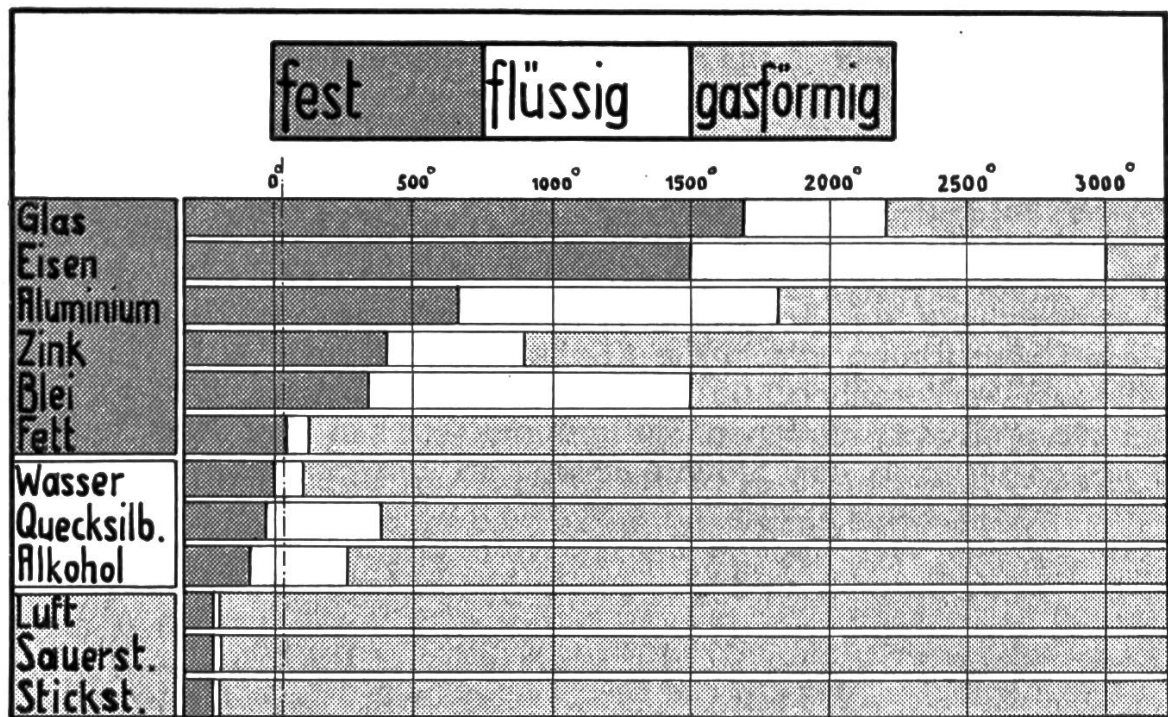 fest flüssig gasförmig
0° 500° 1000° 1500° 2000° 2500° 3000°
Glas
Eisen
Aluminium
Zink
Blei
Fett
Wasser
Quecksilb.
Alkohol
Luft
Sauerst.
Stickst.